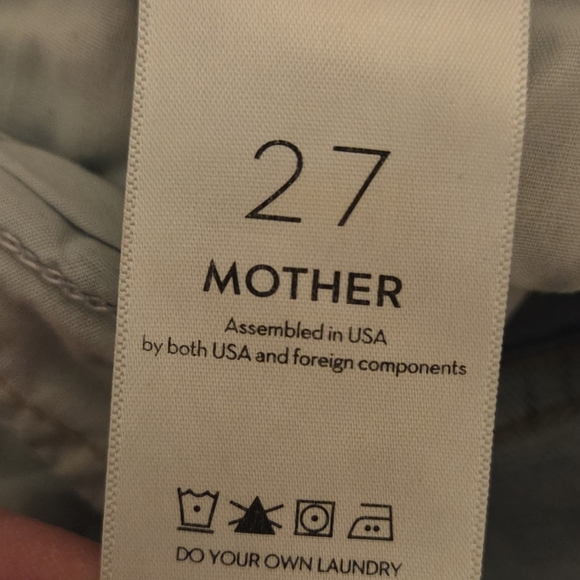 27
MOTHER
Assembled in USA
by both USA and foreign components
DO YOUR OWN LAUNDRY